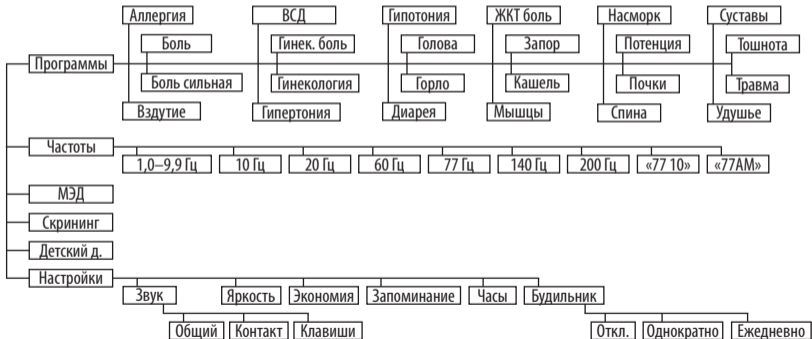 Аллергия ВСД Гипотония ЖКТ боль Насморк Суставы
Боль Гинек. боль Голова Запор Потенция Тошнота
Программы
Боль сильная Гинекология Горло Кашель Почки Травма
Вздутие Гипертония Диарея Мышцы Спина Удушье
Частоты
1,0–9,9 Гц 10 Гц 20 Гц 60 Гц 77 Гц 140 Гц 200 Гц «77 10» «77АМ»
МЭД
Скрининг
Детский д.
Настройки
Звук Яркость Экономия Запоминание Часы Будильник
Общий Контакт Клавиши Откл. Однократно Ежедневно